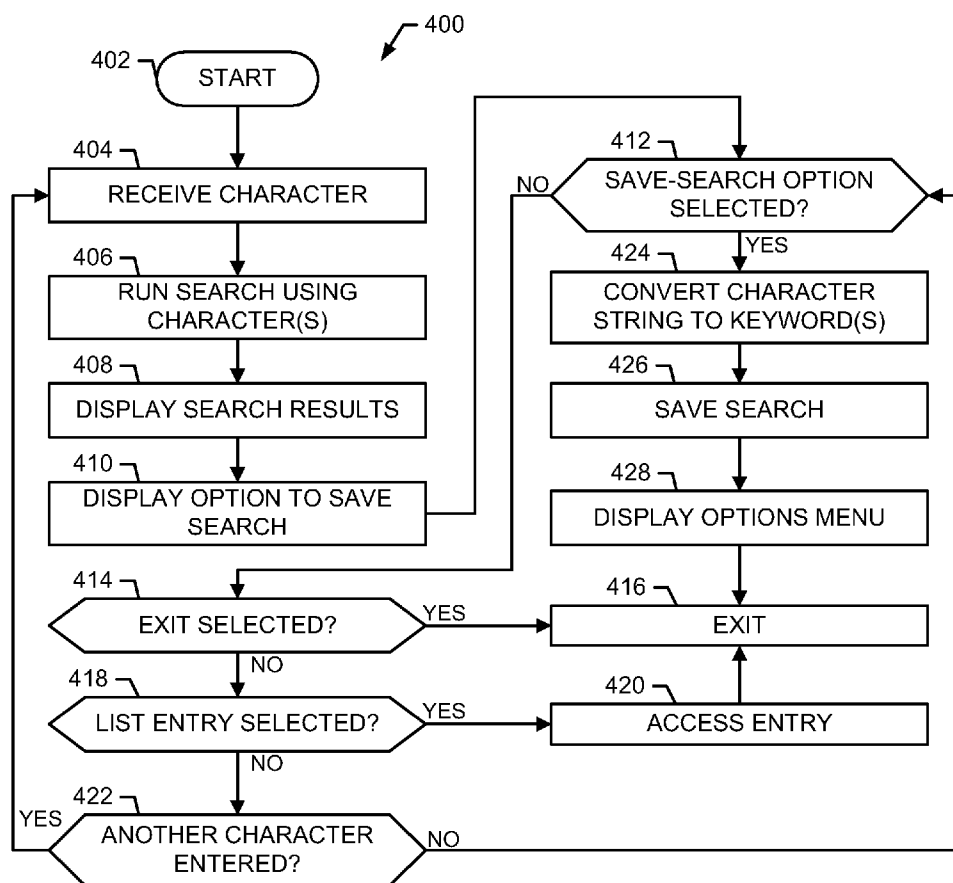 400
402
START
404
RECEIVE CHARACTER
406
RUN SEARCH USING
CHARACTER(S)
408
DISPLAY SEARCH RESULTS
410
DISPLAY OPTION TO SAVE
SEARCH
412
SAVE-SEARCH OPTION
SELECTED?
NO
YES
424
CONVERT CHARACTER
STRING TO KEYWORD(S)
426
SAVE SEARCH
428
DISPLAY OPTIONS MENU
414
EXIT SELECTED?
YES
NO
416
EXIT
418
LIST ENTRY SELECTED?
YES
NO
420
ACCESS ENTRY
422
ANOTHER CHARACTER
ENTERED?
YES
NO